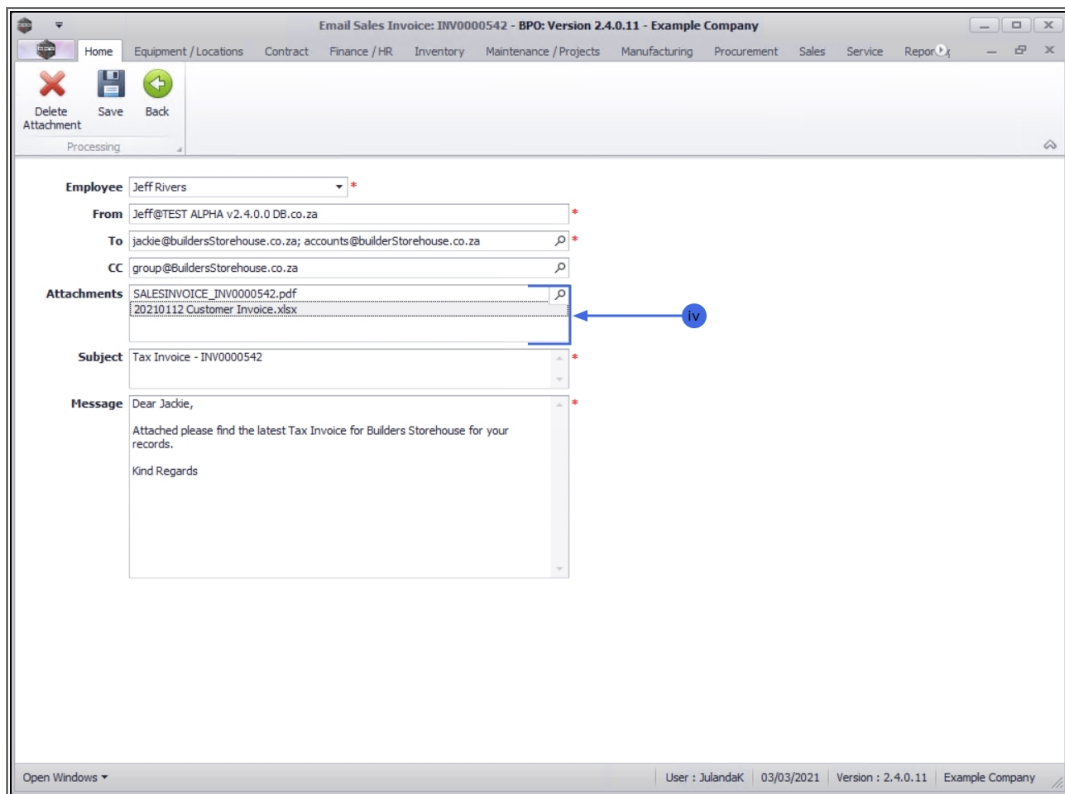 Email Sales Invoice: INV0000542 - BPO: Version 2.4.0.11 - Example Company
Home Equipment / Locations Contract Finance / HR Inventory Maintenance / Projects Manufacturing Procurement Sales Service Repor
Delete Attachment Save Back
Processing
Employee Jeff Rivers *
From Jeff@TEST ALPHA v2.4.0.0 DB.co.za *
To jackie@buildersStorehouse.co.za; accounts@builderStorehouse.co.za *
CC group@BuildersStorehouse.co.za
Attachments SALESINVOICE_INV0000542.pdf
20210112 Customer Invoice.xlsx
iv
Subject Tax Invoice - INV0000542 *
Message Dear Jackie, *
Attached please find the latest Tax Invoice for Builders Storehouse for your
records.
Kind Regards
Open Windows User : JulandaK 03/03/2021 Version : 2.4.0.11 Example Company